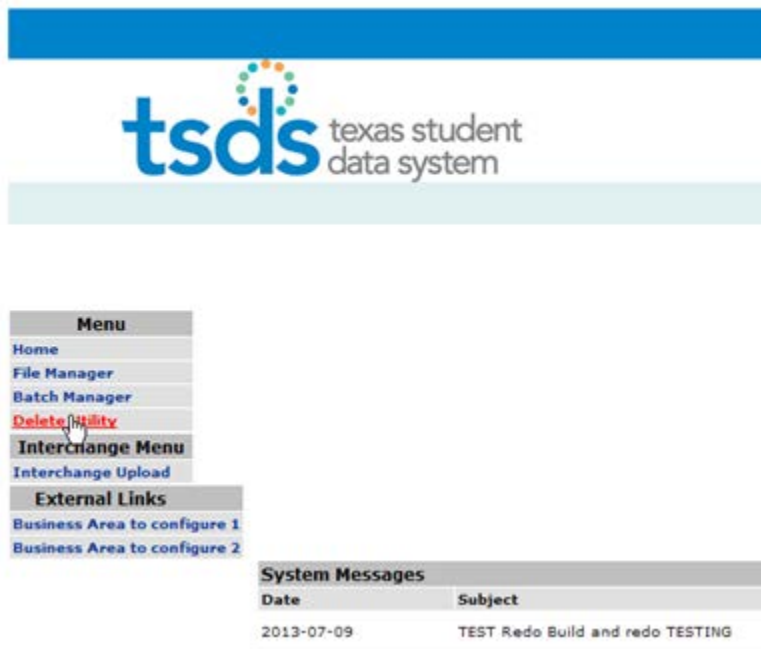 tsds texas student
data system
Menu
Home
File Manager
Batch Manager
Delete Utility
Interchange Menu
Interchange Upload
External Links
Business Area to configure 1
Business Area to configure 2
System Messages
Date Subject
2013-07-09 TEST Redo Build and redo TESTING